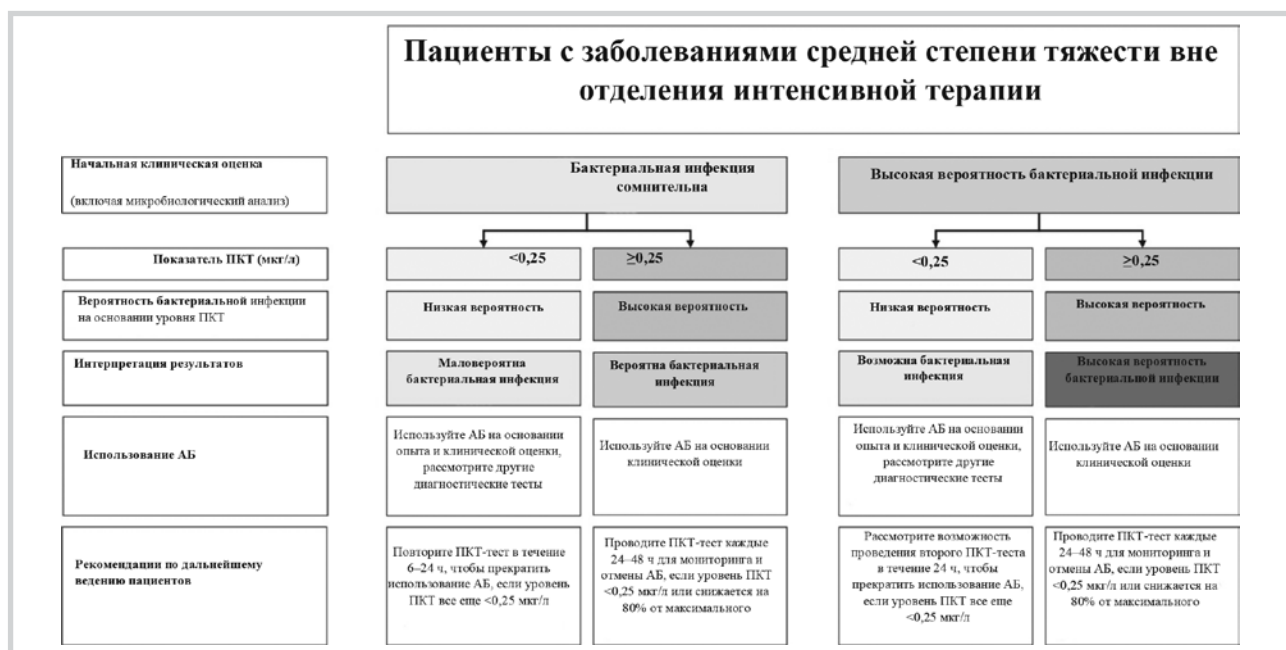 Пациенты с заболеваниями средней степени тяжести вне
отделения интенсивной терапии
Начальная клиническая оценка
(включая микробиологический анализ)
Бактериальная инфекция
сомнительна
Высокая вероятность бактериальной инфекции
Показатель ПКТ (мкг/л)
<0,25
≥0,25
<0,25
≥0,25
Вероятность бактериальной инфекции
на основании уровня ПКТ
Низкая вероятность
Высокая вероятность
Низкая вероятность
Высокая вероятность
Интерпретация результатов
Маловероятна
бактериальная инфекция
Вероятна бактериальная
инфекция
Возможна бактериальная
инфекция
Высокая вероятность
бактериальной инфекции
Использование АБ
Используйте АБ на основании
опыта и клинической оценки,
рассмотрите другие
диагностические тесты
Используйте АБ на основании
клинической оценки
Используйте АБ на основании
опыта и клинической оценки,
рассмотрите другие
диагностические тесты
Используйте АБ на основании
клинической оценки
Рекомендации по дальнейшему
ведению пациентов
Повторите ПКТ-тест в течение
6–24 ч, чтобы прекратить
использование АБ, если уровень
ПКТ все еще <0,25 мкг/л
Проводите ПКТ-тест каждые
24–48 ч для мониторинга и
отмены АБ, если уровень ПКТ
<0,25 мкг/л или снижается на
80% от максимального
Рассмотрите возможность
проведения второго ПКТ-теста
в течение 24 ч, чтобы
прекратить использование АБ,
если уровень ПКТ все еще
<0,25 мкг/л
Проводите ПКТ-тест каждые
24–48 ч для мониторинга и
отмены АБ, если уровень ПКТ
<0,25 мкг/л или снижается на
80% от максимального